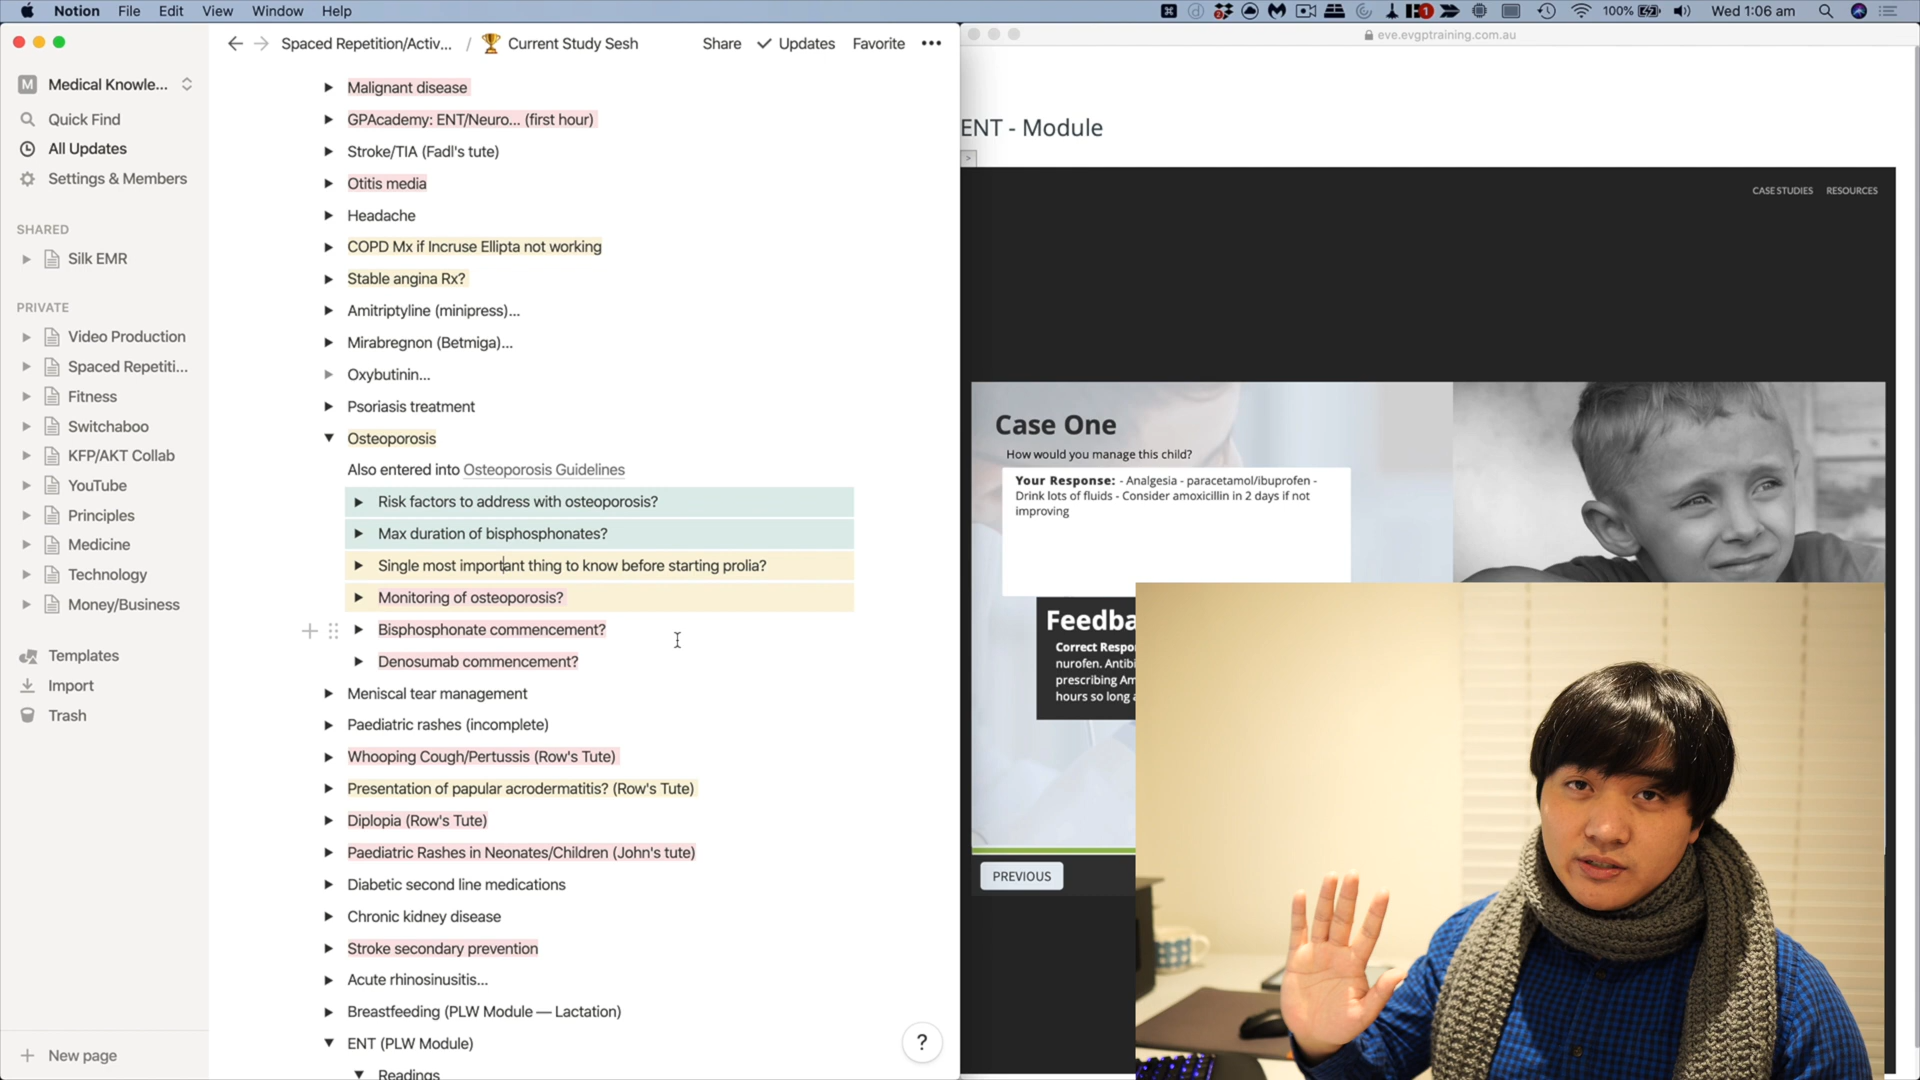 Notion File Edit View Window Help
1
100% Wed 1:06 am
Spaced Repetition/Activ... / Current Study Sesh
Share Updates Favorite
M Medical Knowle...
Quick Find
All Updates
Settings & Members
SHARED
Silk EMR
PRIVATE
Video Production
Spaced Repetiti...
Fitness
Switchaboo
KFP/AKT Collab
YouTube
Principles
Medicine
Technology
Money/Business
Templates
Import
Trash
New page
Malignant disease
GPAcademy: ENT/Neuro... (first hour)
Stroke/TIA (Fadl's tute)
Otitis media
Headache
COPD Mx if Incruse Ellipta not working
Stable angina Rx?
Amitriptyline (minipress)...
Mirabregnon (Betmiga)...
Oxybutinin...
Psoriasis treatment
Osteoporosis
Also entered into Osteoporosis Guidelines
Risk factors to address with osteoporosis?
Max duration of bisphosphonates?
Single most important thing to know before starting prolia?
Monitoring of osteoporosis?
Bisphosphonate commencement?
Denosumab commencement?
Meniscal tear management
Paediatric rashes (incomplete)
Whooping Cough/Pertussis (Row's Tute)
Presentation of papular acrodermatitis? (Row's Tute)
Diplopia (Row's Tute)
Paediatric Rashes in Neonates/Children (John's tute)
Diabetic second line medications
Chronic kidney disease
Stroke secondary prevention
Acute rhinosinusitis...
Breastfeeding (PLW Module — Lactation)
ENT (PLW Module)
Readings
?
eve.evgptraining.com.au
ENT - Module
>
CASE STUDIES RESOURCES
Case One
How would you manage this child?
Your Response: - Analgesia - paracetamol/ibuprofen -
Drink lots of fluids - Consider amoxicillin in 2 days if not
improving
Feedba
Correct Respo
nurofen. Antib
prescribing Am
hours so long a
PREVIOUS